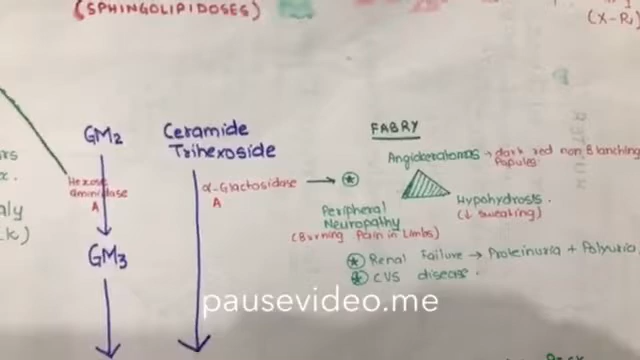 (SPHINGOLIPIDOSES)
(X-R
GM2
Ceramide
Trihexoside
FABRY
Angiokeratomas → dark red non Blanching
Papules
Hexose
aminidase
A
α-Glactosidase →
A
Peripheral
Neuropathy
(Burning Pain in Limbs)
Hypohydrosis.
(↓ sweating)
GM3
Renal Failure → Proteinuria + Polyuria
CVS disease.
pausevideo.me